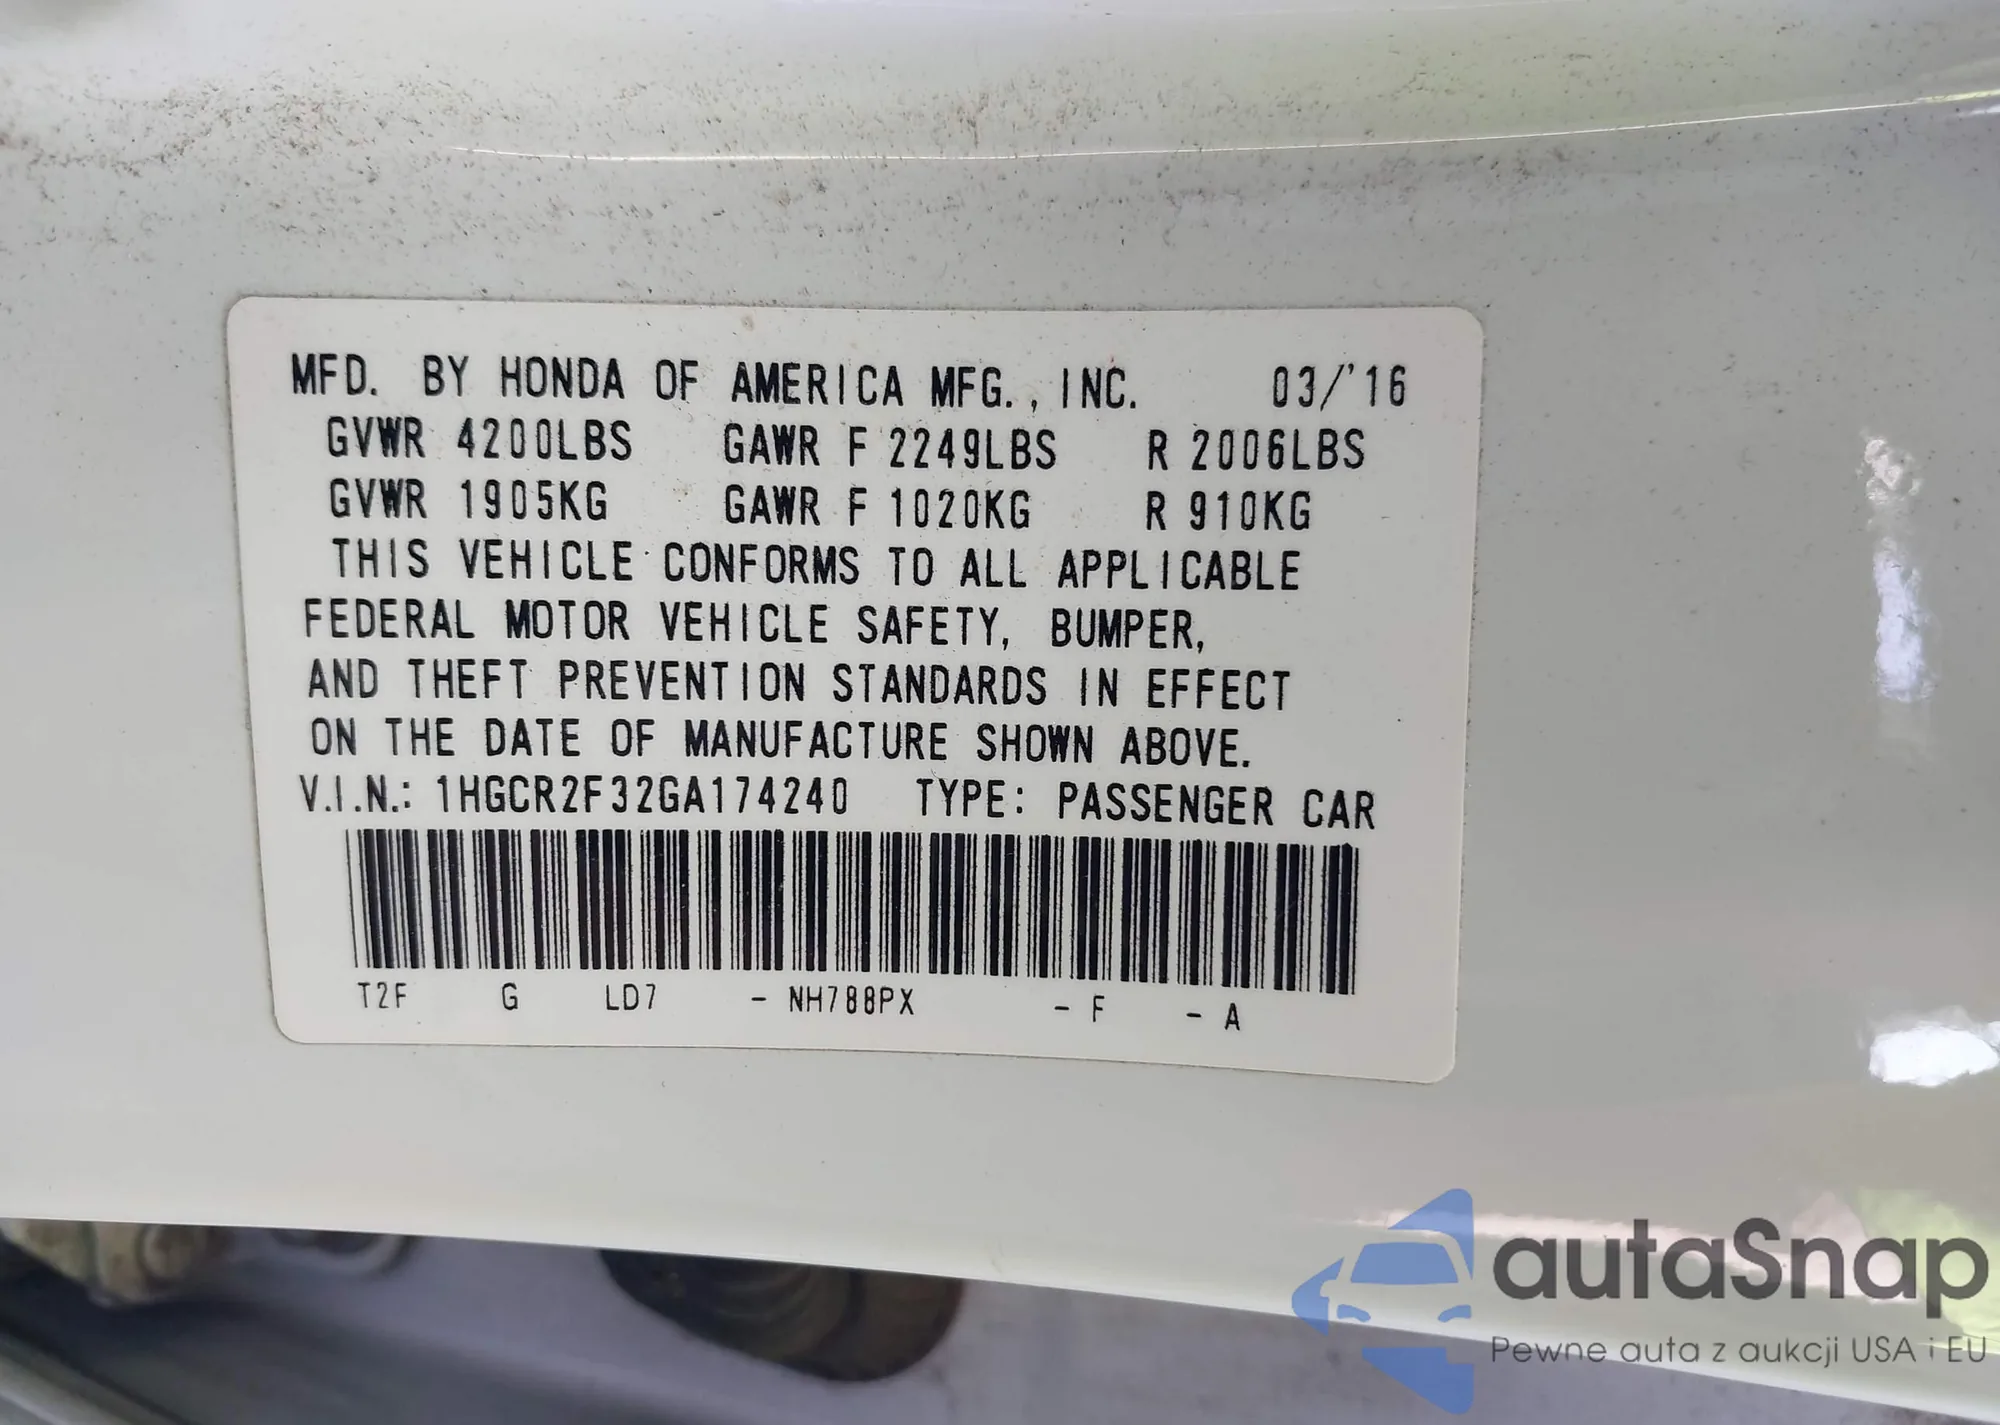 MFD. BY HONDA OF AMERICA MFG., INC. 03/'16
GVWR 4200LBS GAWR F 2249LBS R 2006LBS
GVWR 1905KG GAWR F 1020KG R 910KG
THIS VEHICLE CONFORMS TO ALL APPLICABLE
FEDERAL MOTOR VEHICLE SAFETY, BUMPER,
AND THEFT PREVENTION STANDARDS IN EFFECT
ON THE DATE OF MANUFACTURE SHOWN ABOVE.
V.I.N.: 1HGCR2F32GA174240 TYPE: PASSENGER CAR
T2F G LD7 - NH788PX - F - A
autaSnap
Pewne auta z aukcji USA i EU